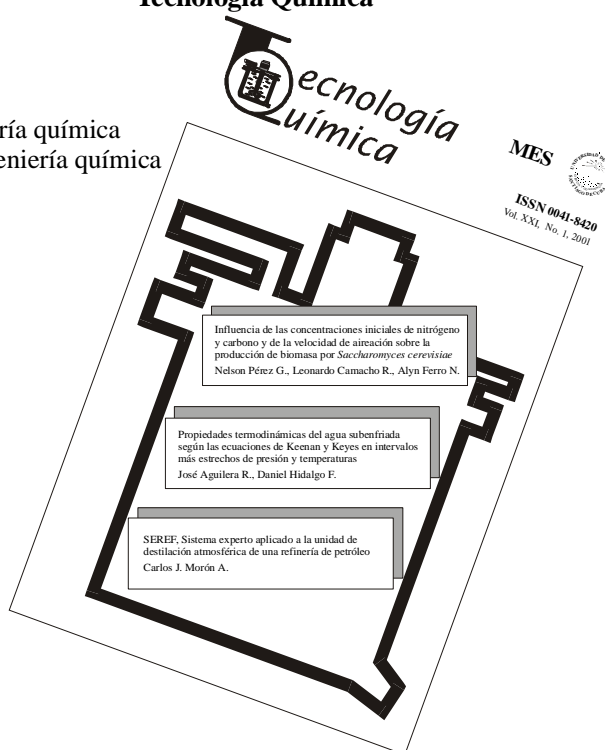 Tecnología Química
Tecnología
Química
ría química
eniería química
MES
ISSN 0041-8420
Vol. XXI, No. 1, 2001
Influencia de las concentraciones iniciales de nitrógeno
y carbono y de la velocidad de aireación sobre la
producción de biomasa por Saccharomyces cerevisiae
Nelson Pérez G., Leonardo Camacho R., Alyn Ferro N.
Propiedades termodinámicas del agua subenfriada
según las ecuaciones de Keenan y Keyes en intervalos
más estrechos de presión y temperaturas
José Aguilera R., Daniel Hidalgo F.
SEREF, Sistema experto aplicado a la unidad de
destilación atmosférica de una refinería de petróleo
Carlos J. Morón A.